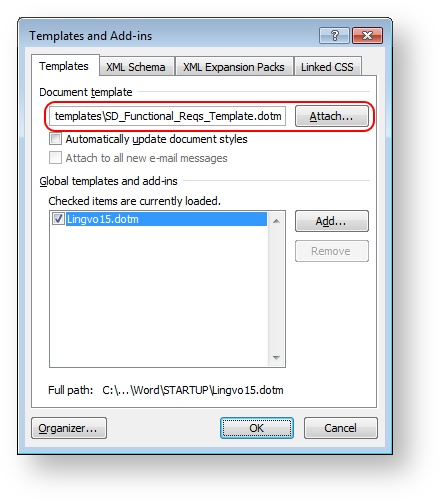 Templates and Add-ins
Templates XML Schema XML Expansion Packs Linked CSS
Document template
templates\SD_Functional_Reqs_Template.dotm Attach...
Automatically update document styles
Attach to all new e-mail messages
Global templates and add-ins
Checked items are currently loaded.
Lingvo15.dotm Add...
Remove
Full path: C:\...\Word\STARTUP\Lingvo15.dotm
Organizer... OK Cancel